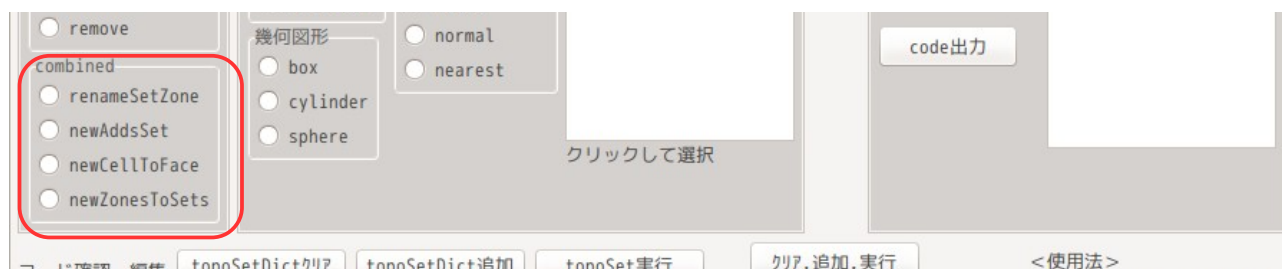 remove
combined
renameSetZone
newAddsSet
newCellToFace
newZonesToSets
幾何図形
box
cylinder
sphere
normal
nearest
クリックして選択
code出力
topoSetDictクリア
topoSetDict追加
topoSet実行
クリア,追加,実行
<使用法>